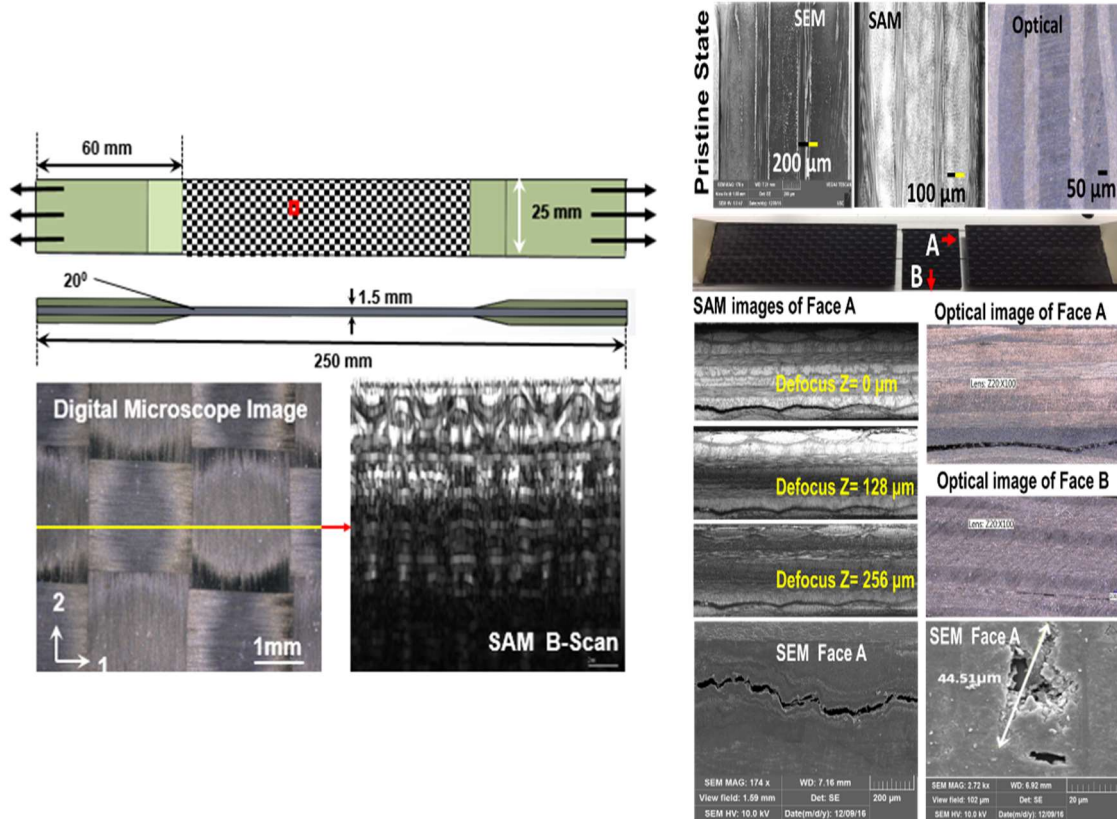 60 mm
25 mm
20⁰
1.5 mm
250 mm
Digital Microscope Image
2
1
1mm
SAM B-Scan
Pristine State
SEM
200 µm
SAM
100 µm
Optical
50 µm
A
B
SAM images of Face A
Defocus Z= 0 µm
Defocus Z= 128 µm
Defocus Z= 256 µm
Optical image of Face A
Lens: Z20:X100
Optical image of Face B
Lens: Z20:X100
SEM Face A
SEM MAG: 174 x
WD: 7.16 mm
View field: 1.59 mm
Det: SE
200 µm
SEM HV: 10.0 kV
Date(m/d/y): 12/09/16
SEM Face A
44.51µm
SEM MAG: 2.72 kx
WD: 6.92 mm
View field: 102 µm
Det: SE
20 µm
SEM HV: 10.0 kV
Date(m/d/y): 12/09/16